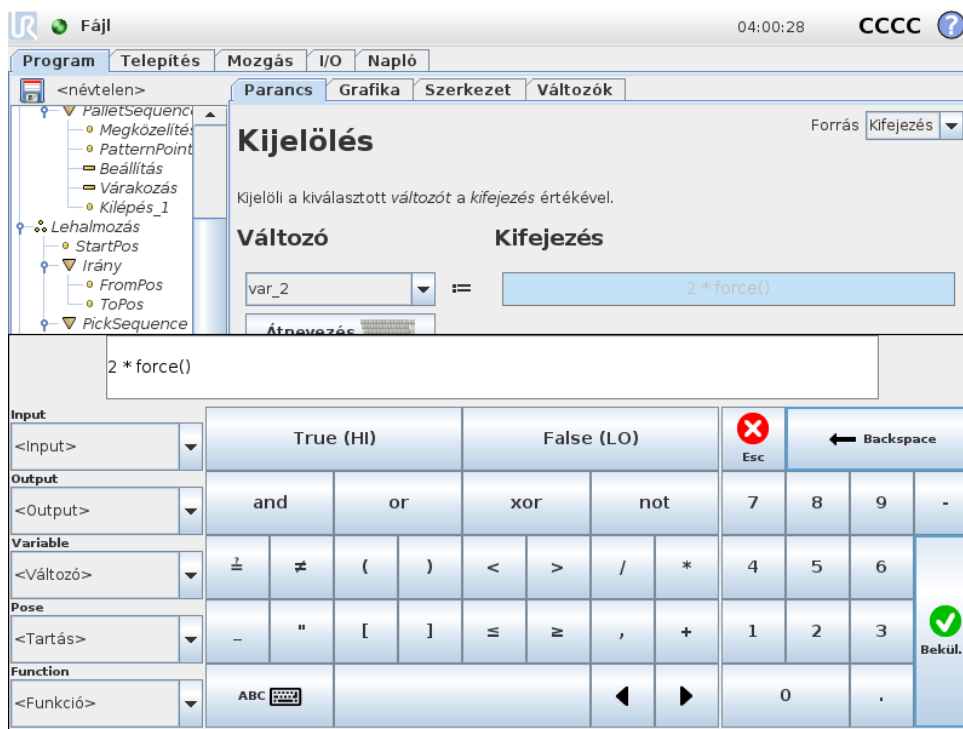 UR Fájl 04:00:28 CCCC ?
Program Telepítés Mozgás I/O Napló
<névtelen> Parancs Grafika Szerkezet Változók
PalletSequence
Megközelítés
PatternPoint
Beállítás
Várakozás
Kilépés_1
Lehalmozás
StartPos
Irány
FromPos
ToPos
PickSequence
Kijelölés
Forrás Kifejezés
Kijelöli a kiválasztott változót a kifejezés értékével.
Változó Kifejezés
var_2 := 2 * force()
Átnevezés
2 * force()
Input
<Input> True (HI) False (LO) Esc Backspace
Output
<Output> and or xor not 7 8 9 -
Variable
<Változó> ≟ ≠ ( ) < > / * 4 5 6
Pose
<Tartás> _ " [ ] ≤ ≥ , + 1 2 3 Bekül.
Function
<Funkció> ABC 0 .